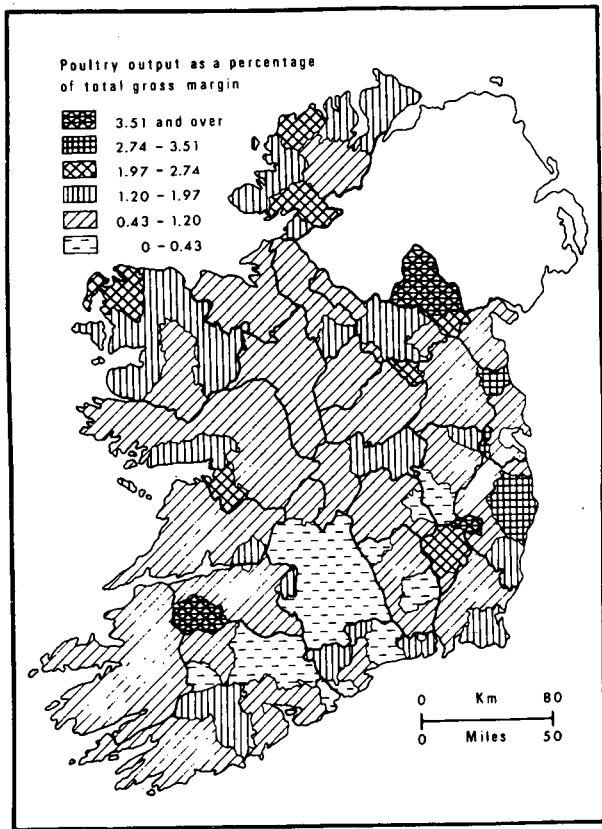 Poultry output as a percentage
of total gross margin
3.51 and over
2.74 – 3.51
1.97 – 2.74
1.20 – 1.97
0.43 – 1.20
0 – 0.43
0 Km 80
0 Miles 50